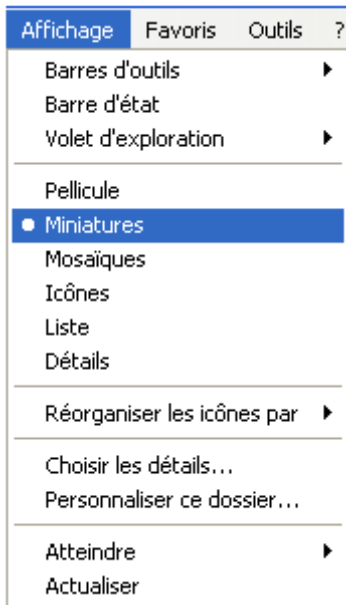 Affichage Favoris Outils ?
Barres d'outils
Barre d'état
Volet d'exploration
Pellicule
Miniatures
Mosaïques
Icônes
Liste
Détails
Réorganiser les icônes par
Choisir les détails...
Personnaliser ce dossier...
Atteindre
Actualiser